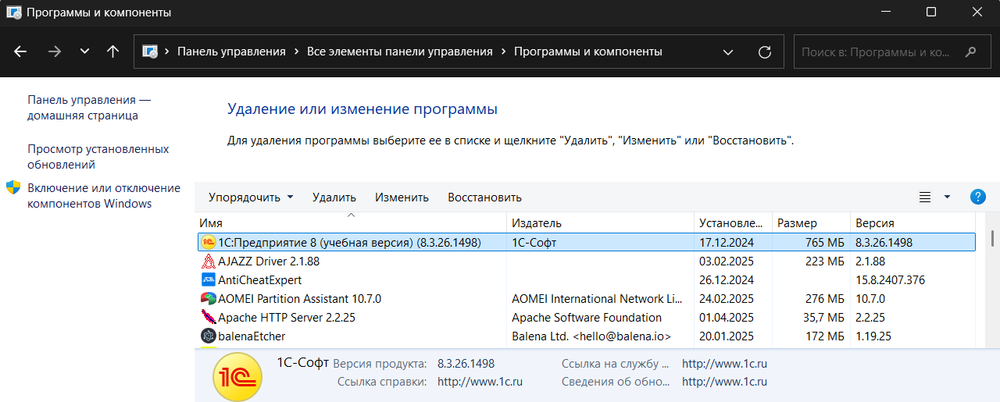 Программы и компоненты
Панель управления > Все элементы панели управления > Программы и компоненты
Поиск в: Программы и ко...
Панель управления —
домашняя страница
Просмотр установленных
обновлений
Включение или отключение
компонентов Windows
Удаление или изменение программы
Для удаления программы выберите ее в списке и щелкните "Удалить", "Изменить" или "Восстановить".
Упорядочить Удалить Изменить Восстановить ?
Имя Издатель Установле... Размер Версия
1С:Предприятие 8 (учебная версия) (8.3.26.1498) 1С-Софт 17.12.2024 765 МБ 8.3.26.1498
AJAZZ Driver 2.1.88 03.02.2025 223 МБ 2.1.88
AntiCheatExpert 26.12.2024 15.8.2407.376
AOMEI Partition Assistant 10.7.0 AOMEI International Network Li... 24.02.2025 276 МБ 10.7.0
Apache HTTP Server 2.2.25 Apache Software Foundation 01.04.2025 35,7 МБ 2.2.25
balenaEtcher Balena Ltd. <hello@balena.io> 20.01.2025 172 МБ 1.19.25
1С
1С-Софт Версия продукта: 8.3.26.1498 Ссылка на службу ... http://www.1c.ru
Ссылка справки: http://www.1c.ru Сведения об обно... http://www.1c.ru